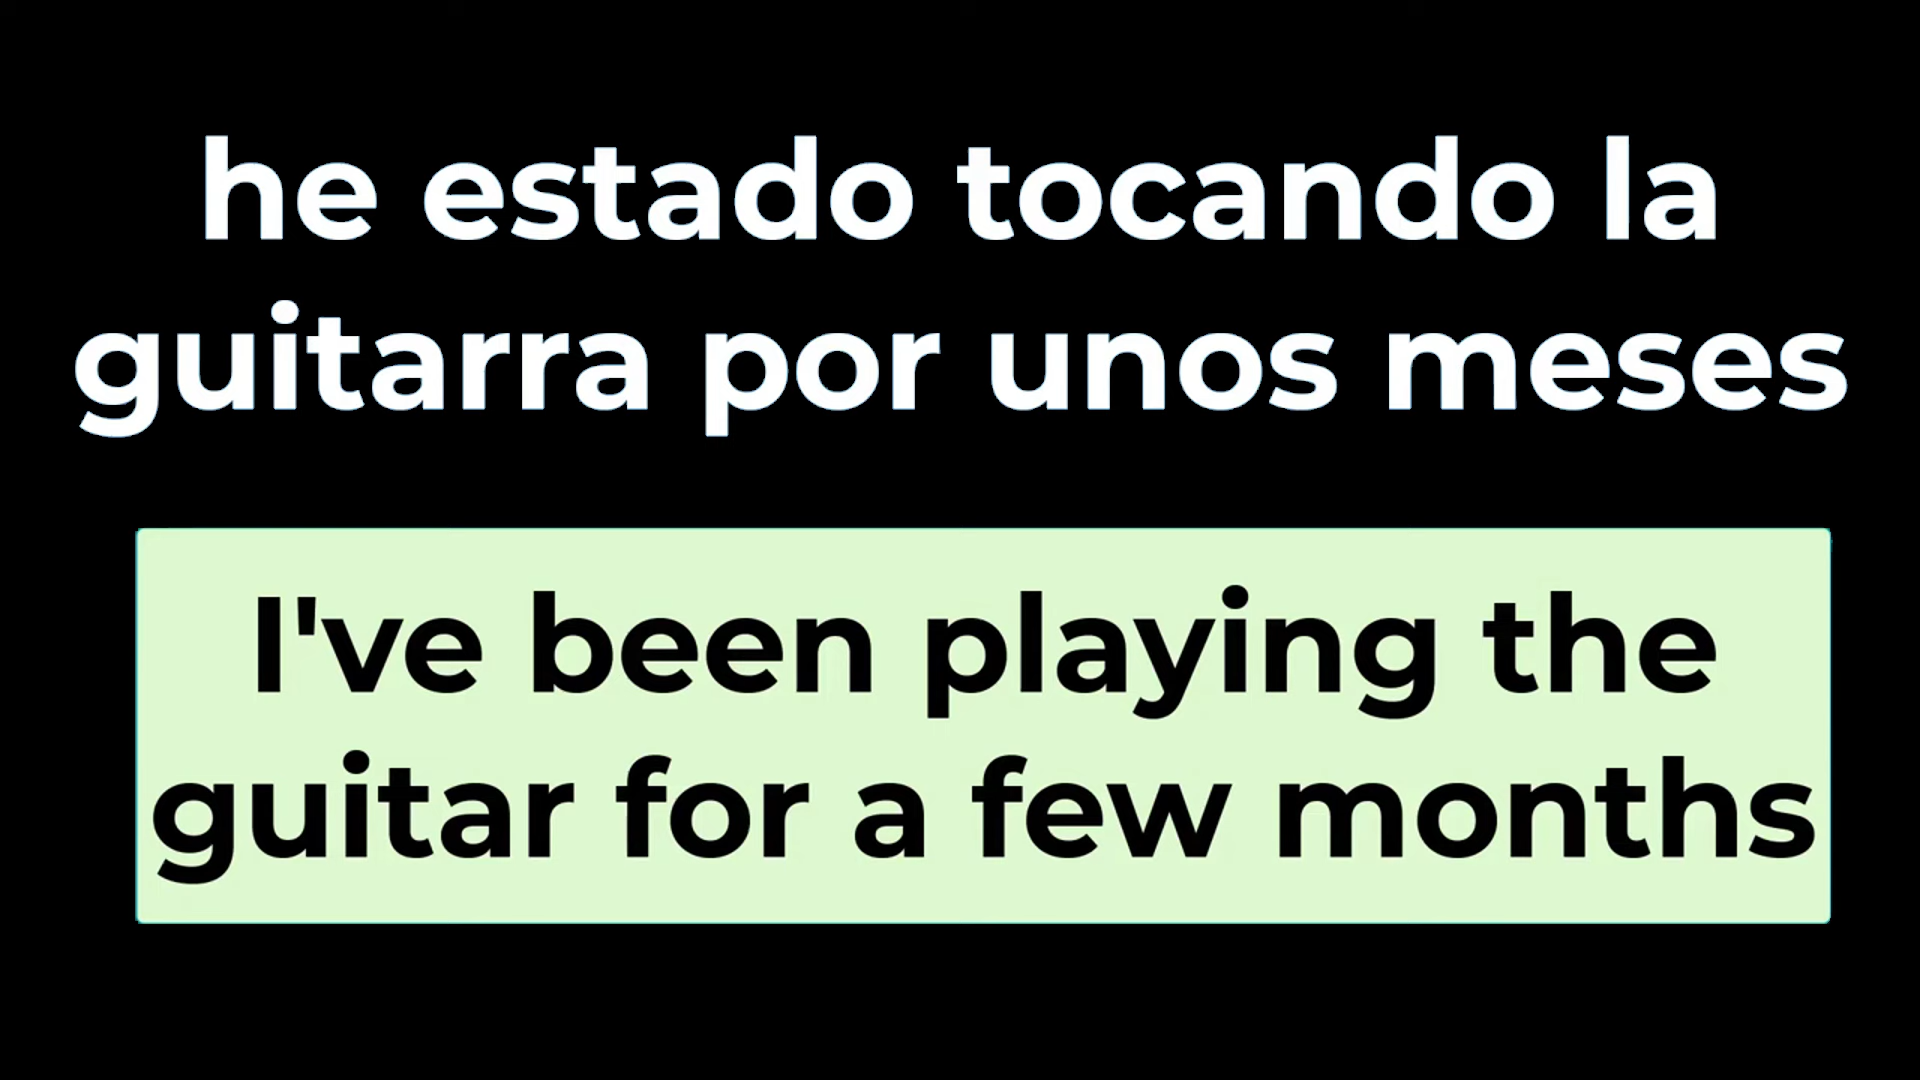 he estado tocando la
guitarra por unos meses
I've been playing the
guitar for a few months